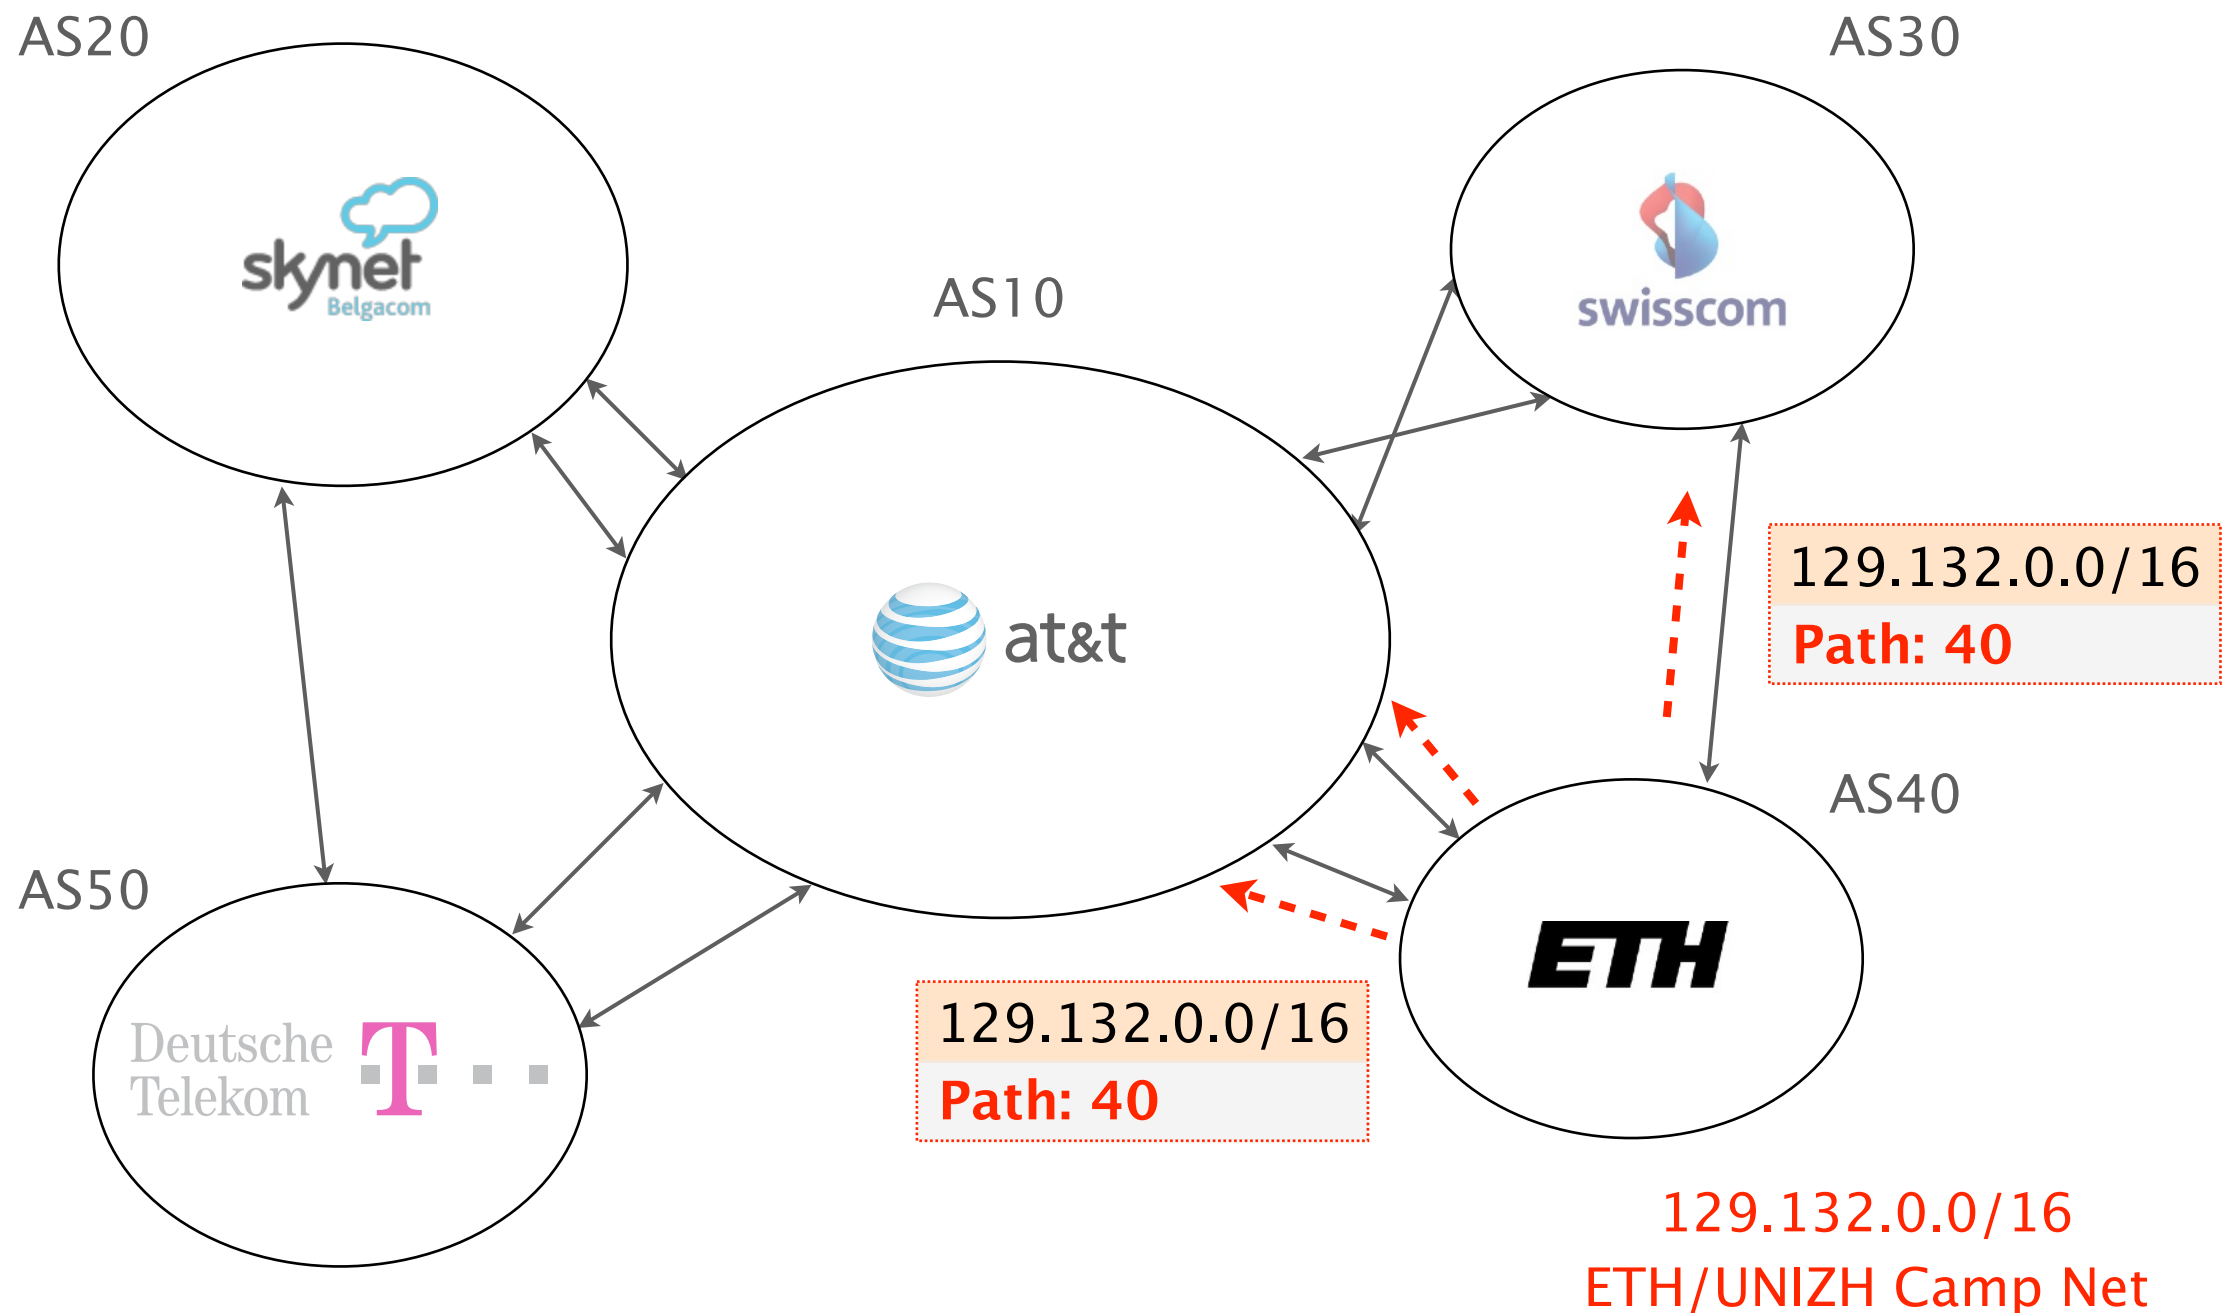 AS20
AS30
skynet
Belgacom
swisscom
AS10
129.132.0.0/16
Path: 40
at&t
AS40
AS50
ETH
129.132.0.0/16
Path: 40
Deutsche
Telekom
T
129.132.0.0/16
ETH/UNIZH Camp Net